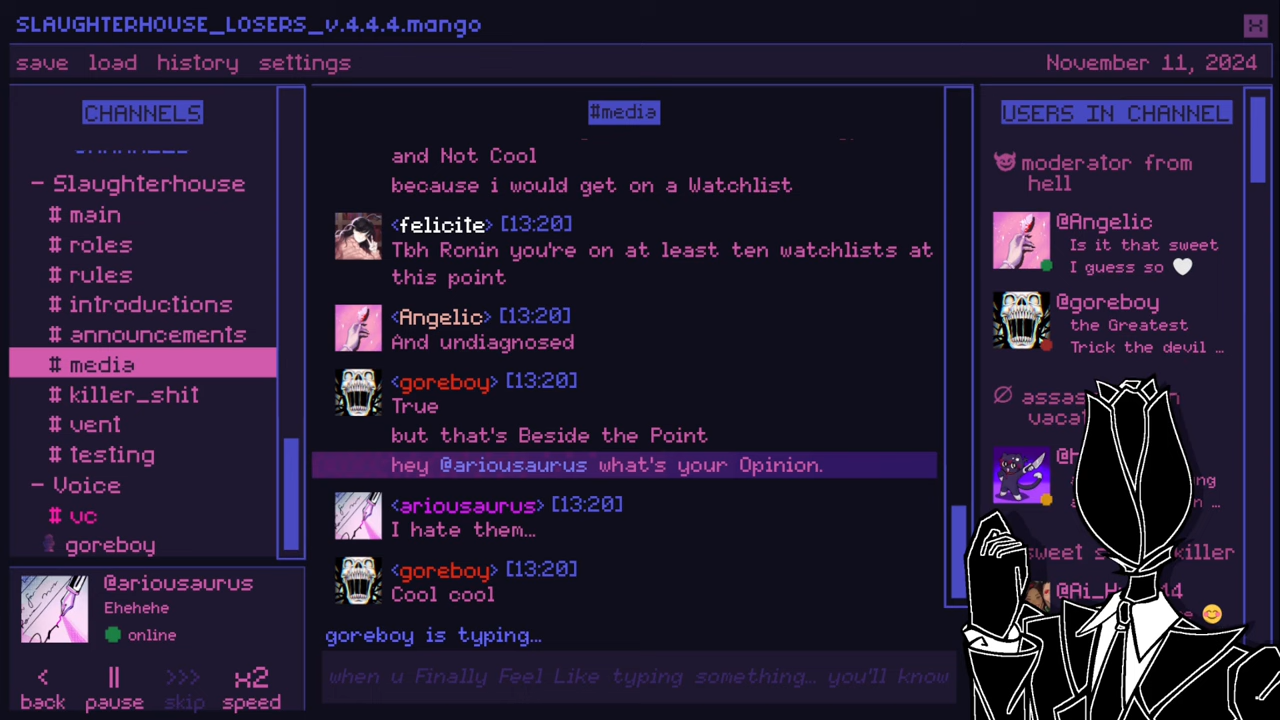 SLAUGHTERHOUSE_LOSERS_v.4.4.4.mango
save load history settings
November 11, 2024
CHANNELS
− Slaughterhouse
# main
# roles
# rules
# introductions
# announcements
# media
# killer_shit
# vent
# testing
− Voice
# vc
goreboy
@ariousaurus
Ehehehe
online
< || >>> x2
back pause skip speed
#media
and Not Cool
because i would get on a Watchlist
<felicite> [13:20]
Tbh Ronin you're on at least ten watchlists at
this point
<Angelic> [13:20]
And undiagnosed
<goreboy> [13:20]
True
but that's Beside the Point
hey @ariousaurus what's your Opinion.
<ariousaurus> [13:20]
I hate them…
<goreboy> [13:20]
Cool cool
goreboy is typing…
when u Finally Feel Like typing something… you'll know
USERS IN CHANNEL
moderator from
hell
@Angelic
Is it that sweet
I guess so 🤍
@goreboy
the Greatest
Trick the devil …
sweet